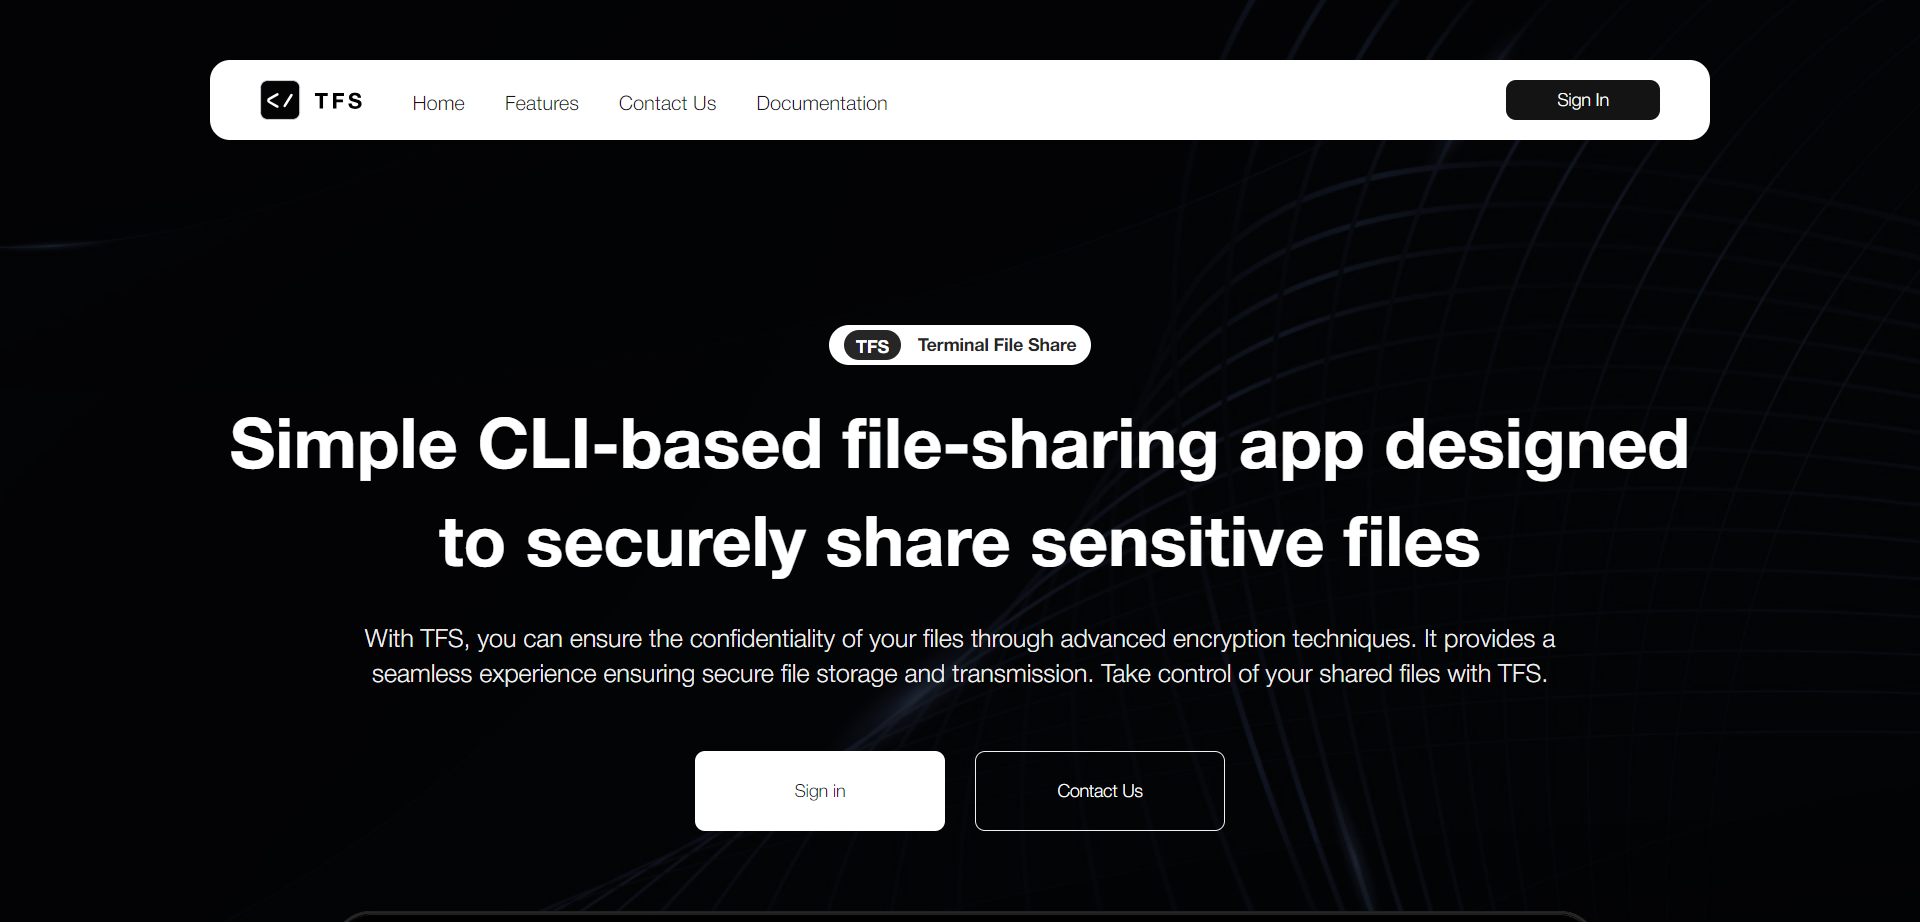 </> TFS Home Features Contact Us Documentation Sign In
TFS Terminal File Share
Simple CLI-based file-sharing app designed
to securely share sensitive files
With TFS, you can ensure the confidentiality of your files through advanced encryption techniques. It provides a
seamless experience ensuring secure file storage and transmission. Take control of your shared files with TFS.
Sign in Contact Us